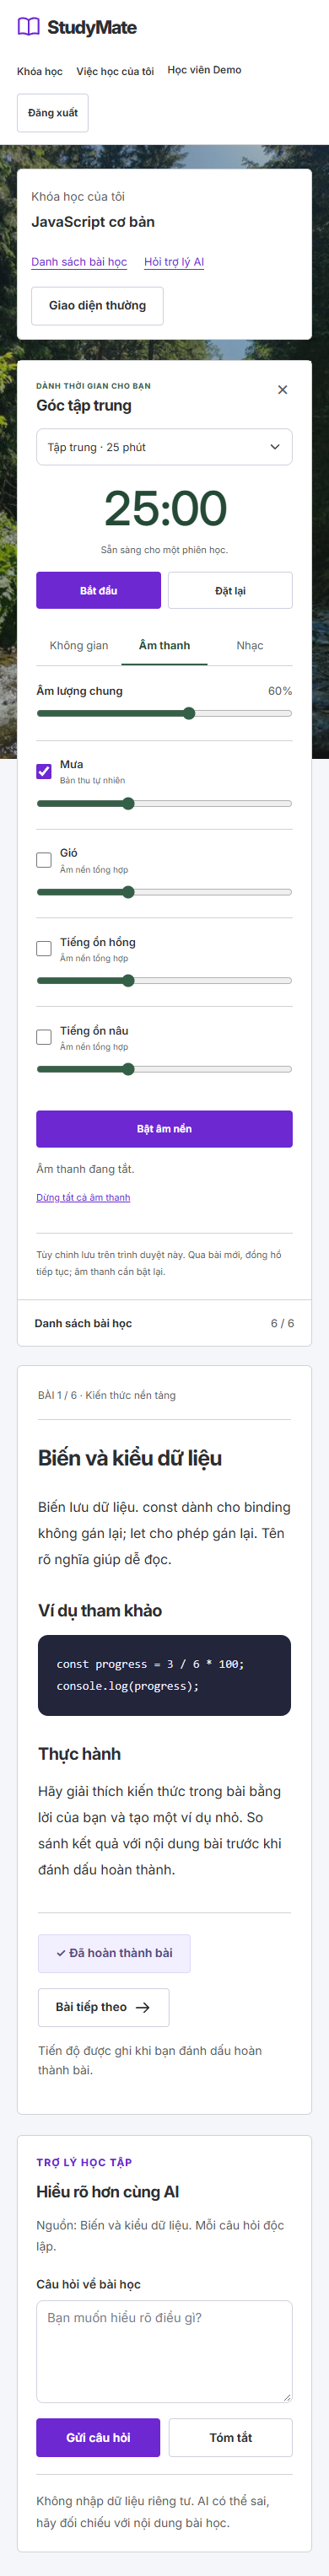 StudyMate
Khóa học
Việc học của tôi
Học viên Demo
Đăng xuất
Khóa học của tôi
JavaScript cơ bản
Danh sách bài học
Hỏi trợ lý AI
Giao diện thường
DÀNH THỜI GIAN CHO BẠN
Góc tập trung
Tập trung · 25 phút
25:00
Sẵn sàng cho một phiên học.
Bắt đầu
Đặt lại
Không gian
Âm thanh
Nhạc
Âm lượng chung
60%
Mưa
Bản thu tự nhiên
Gió
Âm nền tổng hợp
Tiếng ồn hồng
Âm nền tổng hợp
Tiếng ồn nâu
Âm nền tổng hợp
Bật âm nền
Âm thanh đang tắt.
Dừng tất cả âm thanh
Tùy chỉnh lưu trên trình duyệt này. Qua bài mới, đồng hồ
tiếp tục; âm thanh cần bật lại.
Danh sách bài học
6 / 6
BÀI 1 / 6 · Kiến thức nền tảng
Biến và kiểu dữ liệu
Biến lưu dữ liệu. const dành cho binding
không gán lại; let cho phép gán lại. Tên
rõ nghĩa giúp dễ đọc.
Ví dụ tham khảo
const progress = 3 / 6 * 100;
console.log(progress);
Thực hành
Hãy giải thích kiến thức trong bài bằng
lời của bạn và tạo một ví dụ nhỏ. So
sánh kết quả với nội dung bài trước khi
đánh dấu hoàn thành.
✓ Đã hoàn thành bài
Bài tiếp theo →
Tiến độ được ghi khi bạn đánh dấu hoàn
thành bài.
TRỢ LÝ HỌC TẬP
Hiểu rõ hơn cùng AI
Nguồn: Biến và kiểu dữ liệu. Mỗi câu hỏi độc
lập.
Câu hỏi về bài học
Bạn muốn hiểu rõ điều gì?
Gửi câu hỏi
Tóm tắt
Không nhập dữ liệu riêng tư. AI có thể sai,
hãy đối chiếu với nội dung bài học.